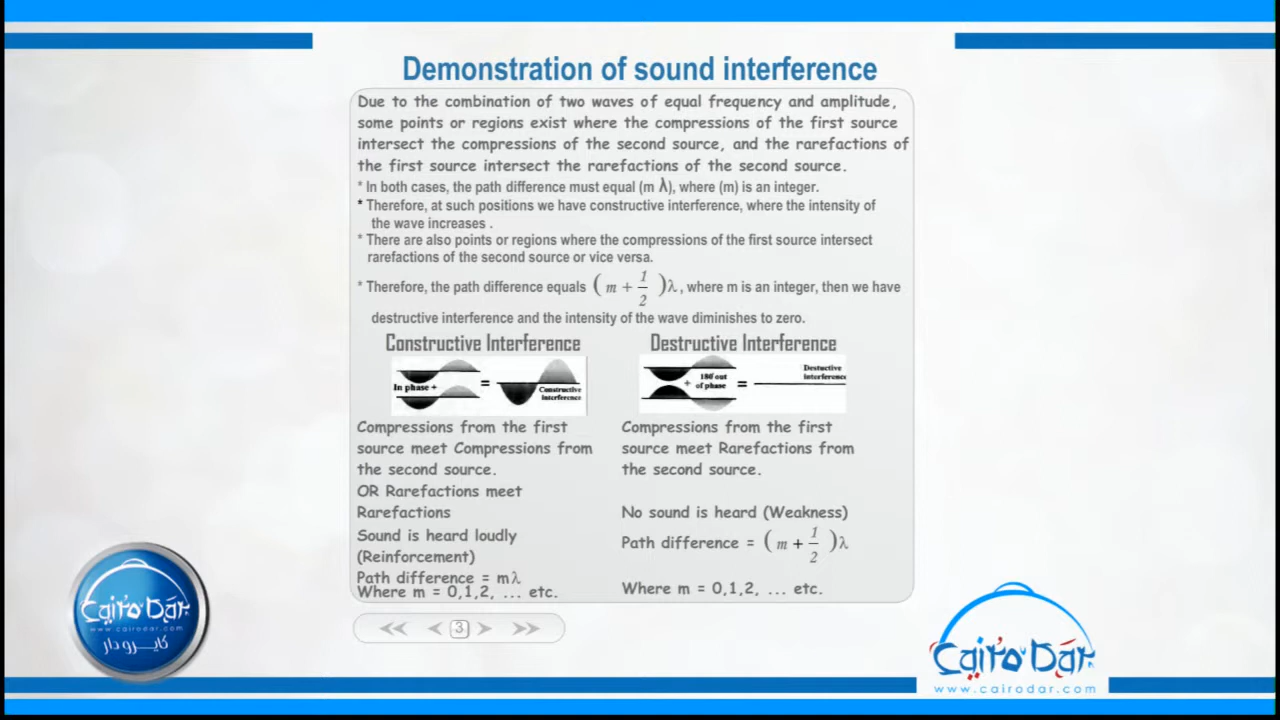 Demonstration of sound interference
Due to the combination of two waves of equal frequency and amplitude,
some points or regions exist where the compressions of the first source
intersect the compressions of the second source, and the rarefactions of
the first source intersect the rarefactions of the second source.
* In both cases, the path difference must equal (m λ), where (m) is an integer.
* Therefore, at such positions we have constructive interference, where the intensity of
the wave increases .
* There are also points or regions where the compressions of the first source intersect
rarefactions of the second source or vice versa.
* Therefore, the path difference equals (m + 1/2)λ, where m is an integer, then we have
destructive interference and the intensity of the wave diminishes to zero.
Constructive Interference
In phase +
=
Constructive
interference
Compressions from the first
source meet Compressions from
the second source.
OR Rarefactions meet
Rarefactions
Sound is heard loudly
(Reinforcement)
Path difference = mλ
Where m = 0,1,2, ... etc.
Destructive Interference
+ 180 out
of phase
=
Destuctive
interference
Compressions from the first
source meet Rarefactions from
the second source.
No sound is heard (Weakness)
Path difference = (m + 1/2)λ
Where m = 0,1,2, ... etc.
3
Cairo Dar
www.cairodar.com
كايرو دار
Cairo Dar
www.cairodar.com